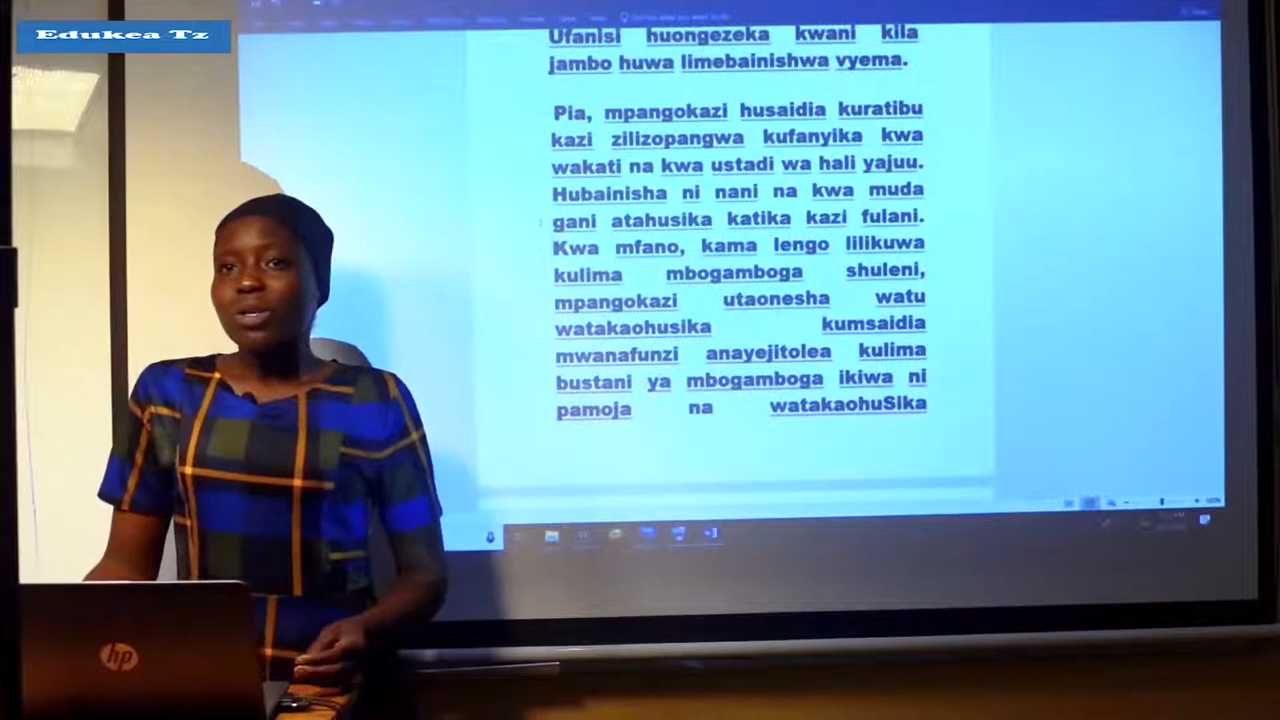 Edukea Tz
Ufanisi huongezeka kwani kila
jambo huwa limebainishwa vyema.
Pia, mpangokazi husaidia kuratibu
kazi zilizopangwa kufanyika kwa
wakati na kwa ustadi wa hali yajuu.
Hubainisha ni nani na kwa muda
gani atahusika katika kazi fulani.
Kwa mfano, kama lengo lilikuwa
kulima mbogamboga shuleni,
mpangokazi utaonesha watu
watakaohusika kumsaidia
mwanafunzi anayejitolea kulima
bustani ya mbogamboga ikiwa ni
pamoja na watakaohuSika
hp